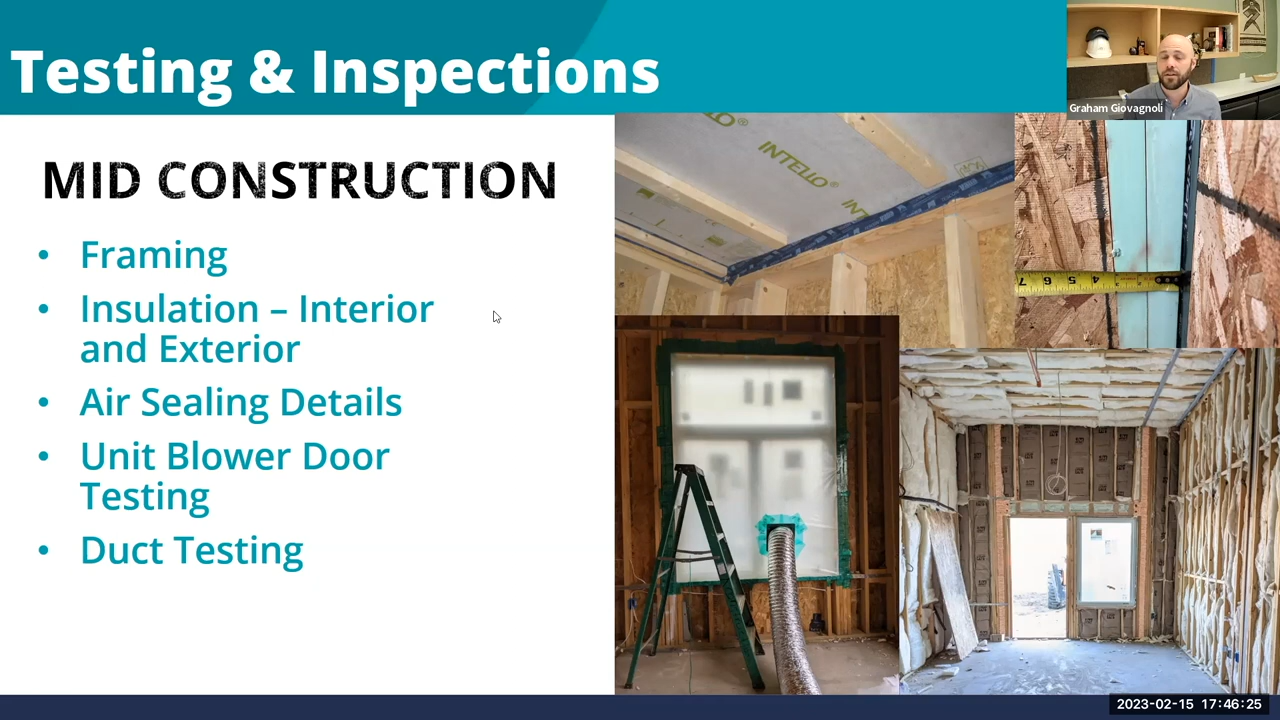 Testing & Inspections
Graham Giovagnoli
MID CONSTRUCTION
• Framing
• Insulation – Interior
and Exterior
• Air Sealing Details
• Unit Blower Door
Testing
• Duct Testing
INTELLO®
2023-02-15 17:46:25